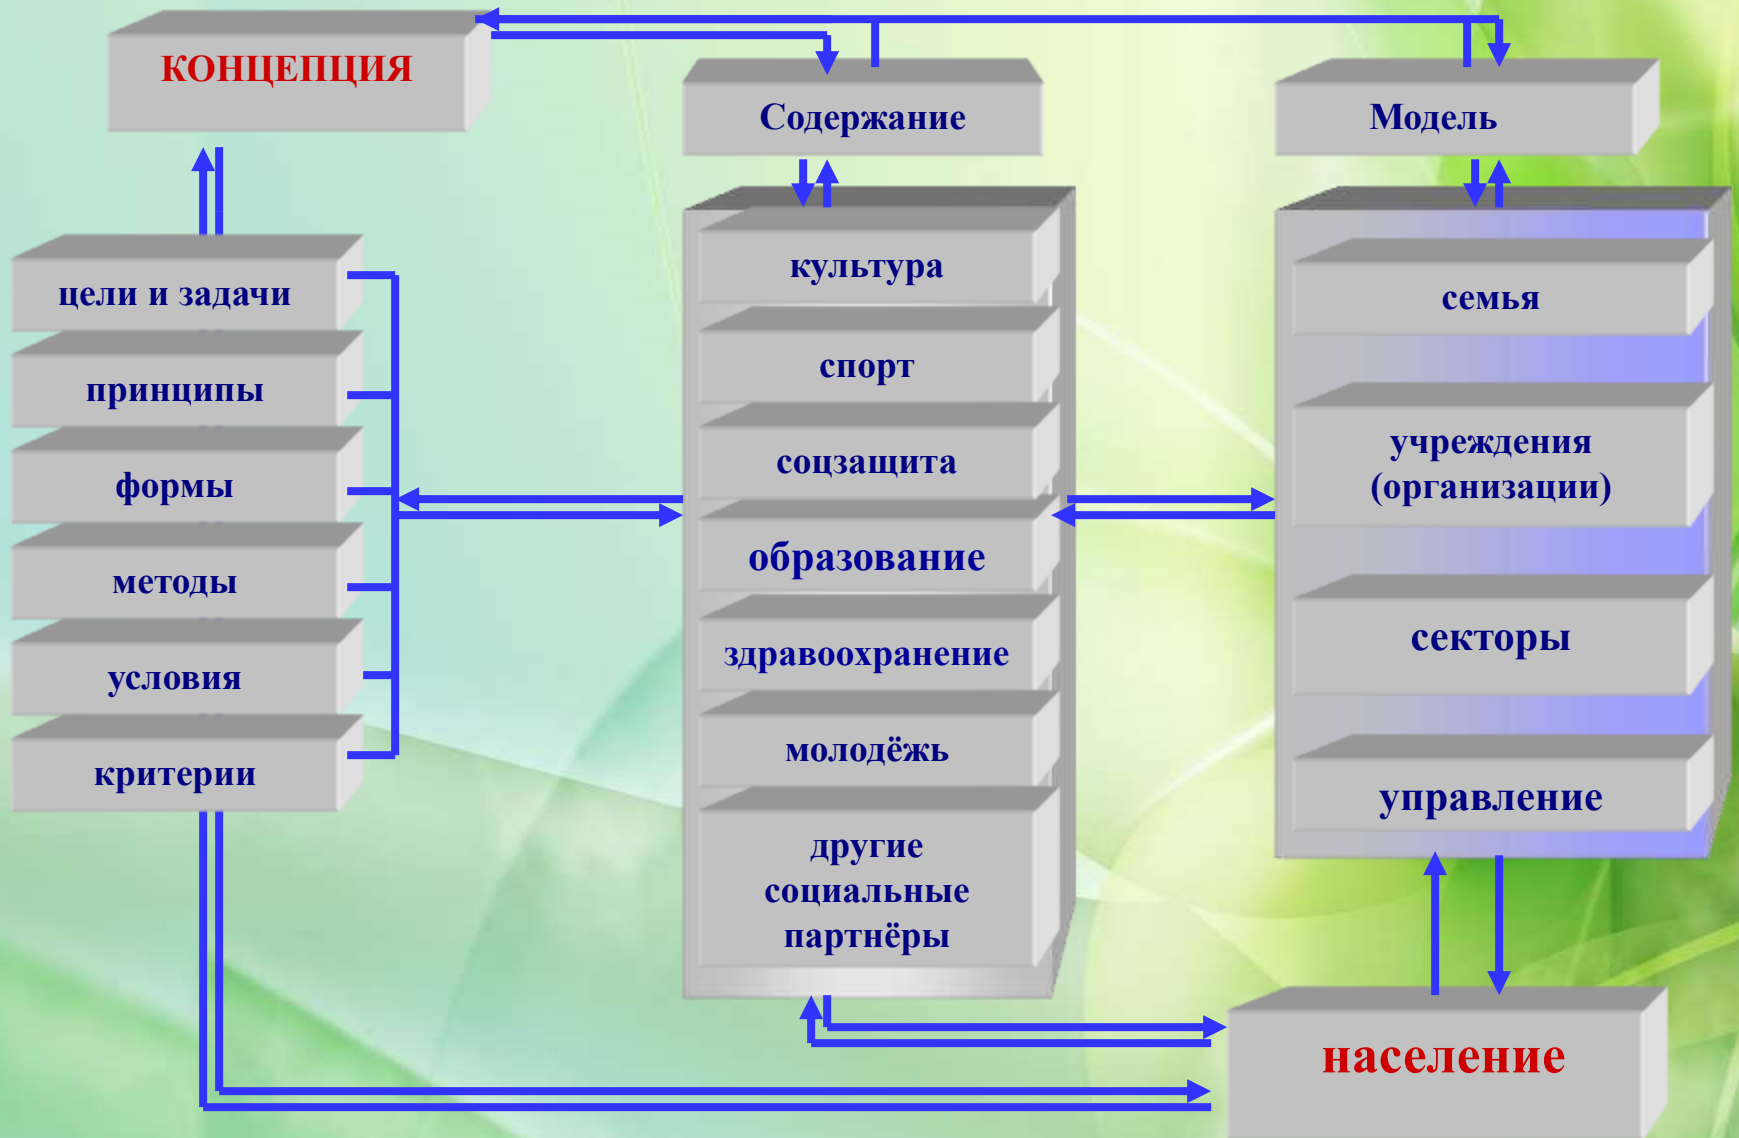 КОНЦЕПЦИЯ
Содержание
Модель
цели и задачи
принципы
формы
методы
условия
критерии
культура
спорт
соцзащита
образование
здравоохранение
молодёжь
другие
социальные
партнёры
семья
учреждения
(организации)
секторы
управление
население